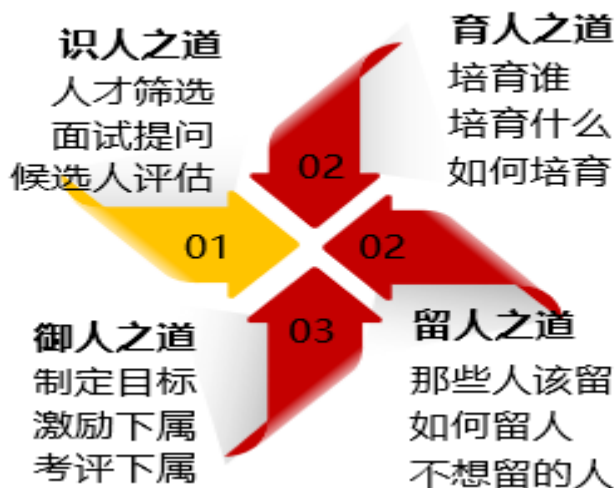 识人之道
人才筛选
面试提问
候选人评估
01
育人之道
培育谁
培育什么
如何培育
02
御人之道
制定目标
激励下属
考评下属
03
留人之道
那些人该留
如何留人
不想留的人
02